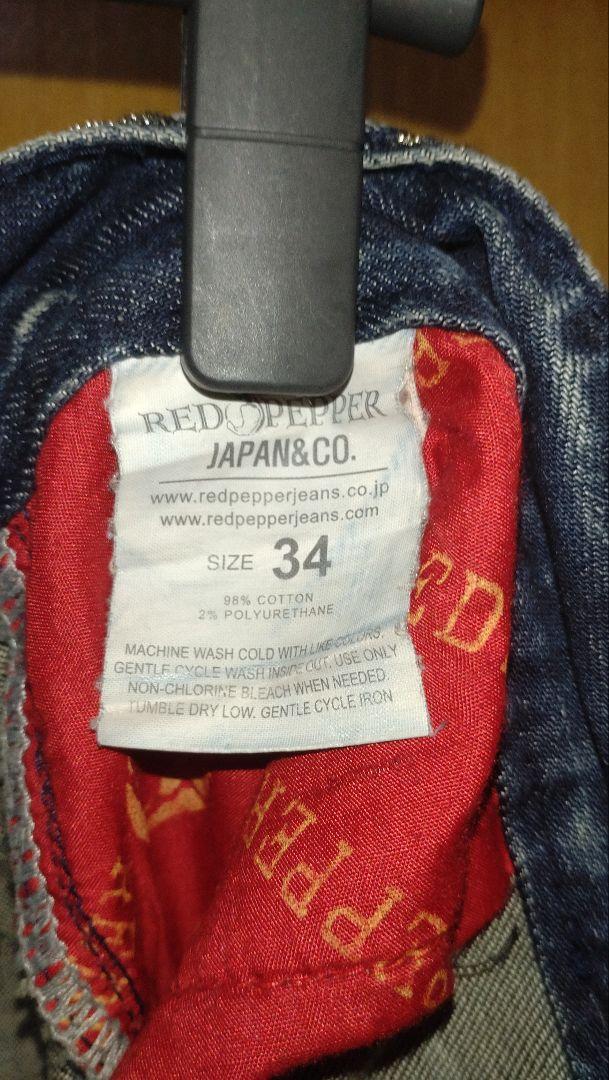 RED PEPPER
JAPAN&CO.
www.redpepperjeans.co.jp
www.redpepperjeans.com
SIZE 34
98% COTTON
2% POLYURETHANE
MACHINE WASH COLD WITH LIKE COLORS.
GENTLE CYCLE WASH INSIDE OUT. USE ONLY
NON-CHLORINE BLEACH WHEN NEEDED.
TUMBLE DRY LOW. GENTLE CYCLE IRON
ED
PEPPER